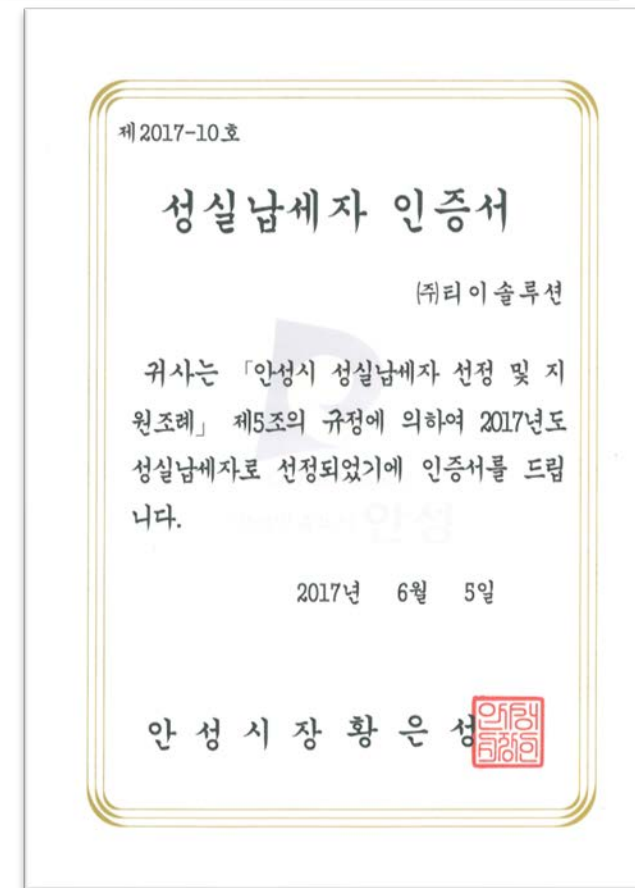 제2017-10호
성실납세자 인증서
㈜티이솔루션
귀사는 「안성시 성실납세자 선정 및 지
원조례」 제5조의 규정에 의하여 2017년도
성실납세자로 선정되었기에 인증서를 드립
니다.
안성
2017년 6월 5일
안성시장황은성